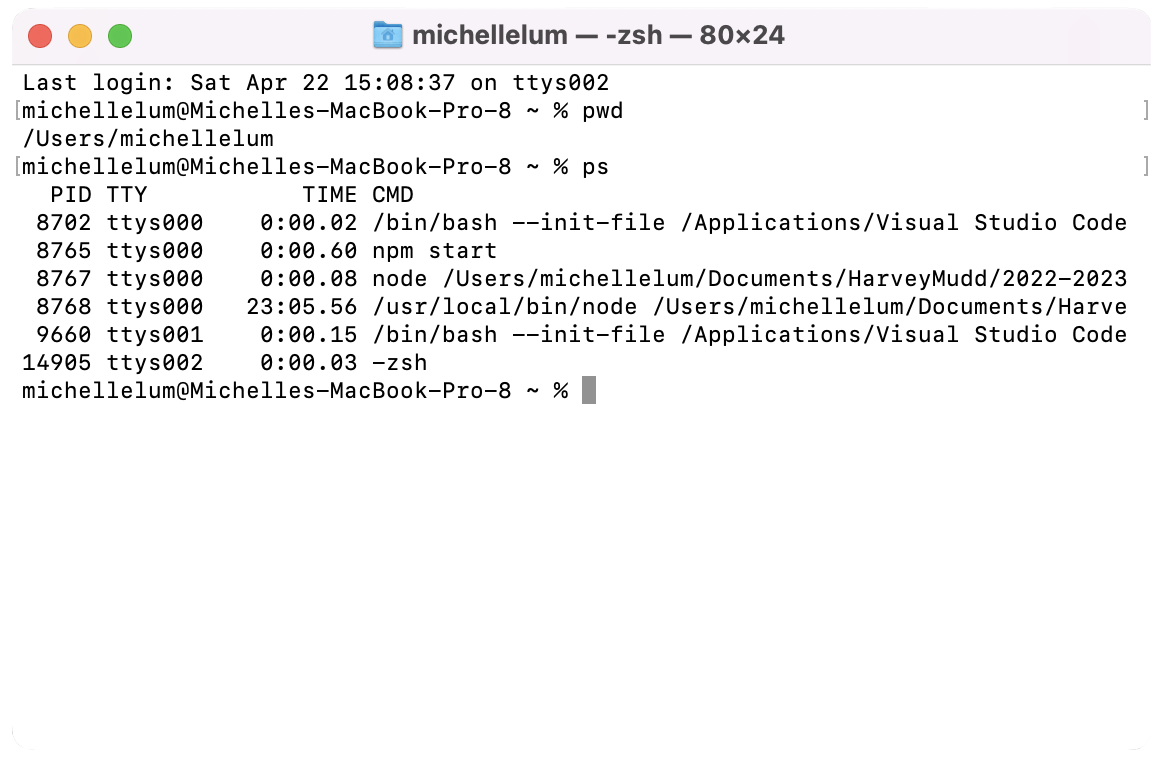 michellelum — -zsh — 80×24
Last login: Sat Apr 22 15:08:37 on ttys002
[michellelum@Michelles-MacBook-Pro-8 ~ % pwd ]
/Users/michellelum
[michellelum@Michelles-MacBook-Pro-8 ~ % ps ]
  PID TTY           TIME CMD
 8702 ttys000    0:00.02 /bin/bash --init-file /Applications/Visual Studio Code
 8765 ttys000    0:00.60 npm start
 8767 ttys000    0:00.08 node /Users/michellelum/Documents/HarveyMudd/2022-2023
 8768 ttys000   23:05.56 /usr/local/bin/node /Users/michellelum/Documents/Harve
 9660 ttys001    0:00.15 /bin/bash --init-file /Applications/Visual Studio Code
14905 ttys002    0:00.03 -zsh
michellelum@Michelles-MacBook-Pro-8 ~ %